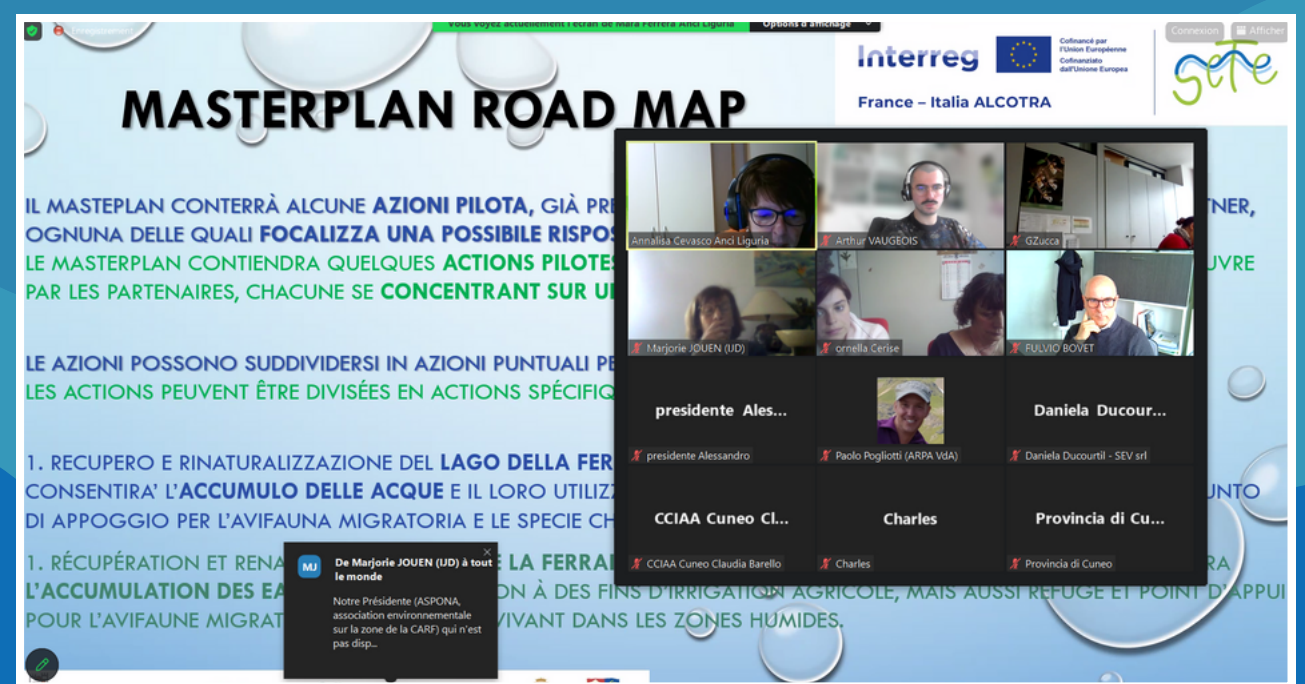 Enregistrement
Vous voyez actuellement l'écran de Mara Ferrera Anci Liguria
Options d'affichage
Connexion
Afficher
Interreg
Cofinancé par
l'Union Européenne
Cofinanziato
dall'Unione Europea
France – Italia ALCOTRA
SeTe
MASTERPLAN ROAD MAP
IL MASTEPLAN CONTERRÀ ALCUNE AZIONI PILOTA, GIÀ PRE TNER,
OGNUNA DELLE QUALI FOCALIZZA UNA POSSIBILE RISPOS
LE MASTERPLAN CONTIENDRA QUELQUES ACTIONS PILOTES UVRE
PAR LES PARTENAIRES, CHACUNE SE CONCENTRANT SUR UN
LE AZIONI POSSONO SUDDIVIDERSI IN AZIONI PUNTUALI PE
LES ACTIONS PEUVENT ÊTRE DIVISÉES EN ACTIONS SPÉCIFIQ
1. RECUPERO E RINATURALIZZAZIONE DEL LAGO DELLA FER
CONSENTIRA' L'ACCUMULO DELLE ACQUE E IL LORO UTILIZZ UNTO
DI APPOGGIO PER L'AVIFAUNA MIGRATORIA E LE SPECIE CH
1. RÉCUPÉRATION ET RENA E LA FERRAI RA
L'ACCUMULATION DES EA ON À DES FINS D'IRRIGATION AGRICOLE, MAIS AUSSI REFUGE ET POINT D'APPUI
POUR L'AVIFAUNE MIGRAT VIVANT DANS LES ZONES HUMIDES.
Annalisa Cevasco Anci Liguria
Arthur VAUGEOIS
GZucca
Marjorie JOUEN (IJD)
ornella Cerise
FULVIO BOVET
presidente Ales...
Daniela Ducour...
presidente Alessandro
Paolo Pogliotti (ARPA VdA)
Daniela Ducourtil - SEV srl
CCIAA Cuneo Cl...
Charles
Provincia di Cu...
CCIAA Cuneo Claudia Barello
Charles
Provincia di Cuneo
MJ
De Marjorie JOUEN (IJD) à tout
le monde
Notre Présidente (ASPONA,
association environnementale
sur la zone de la CARF) qui n'est
pas disp...